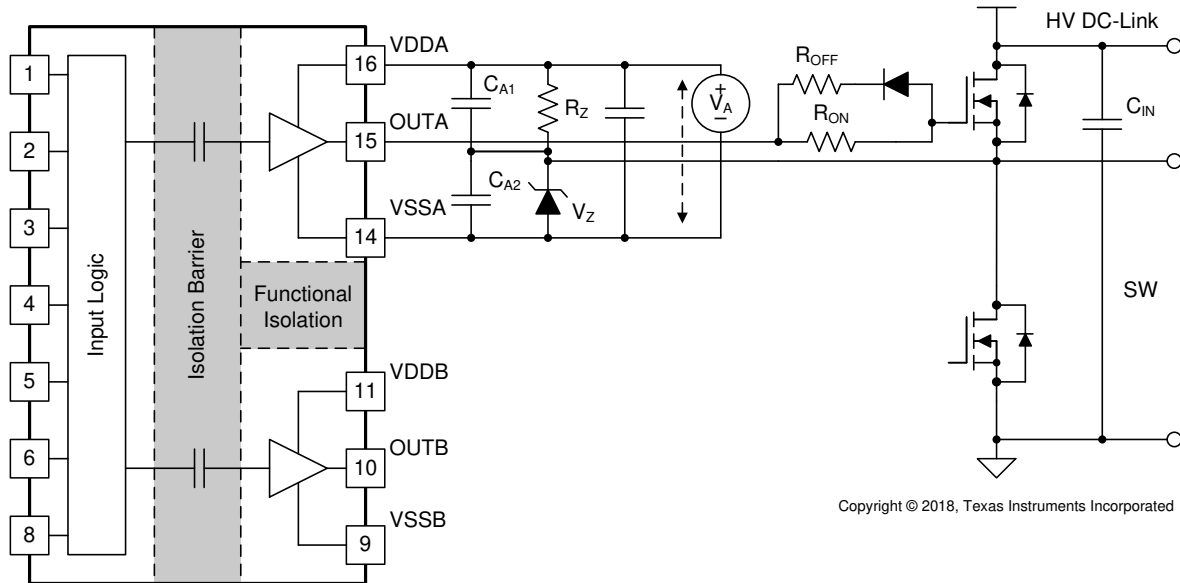 1
2
3
4
5
6
8
Input Logic
Isolation Barrier
Functional
Isolation
16
VDDA
15
OUTA
14
VSSA
11
VDDB
10
OUTB
9
VSSB
CA1
CA2
RZ
VZ
+
VA
–
ROFF
RON
HV DC-Link
CIN
SW
Copyright © 2018, Texas Instruments Incorporated